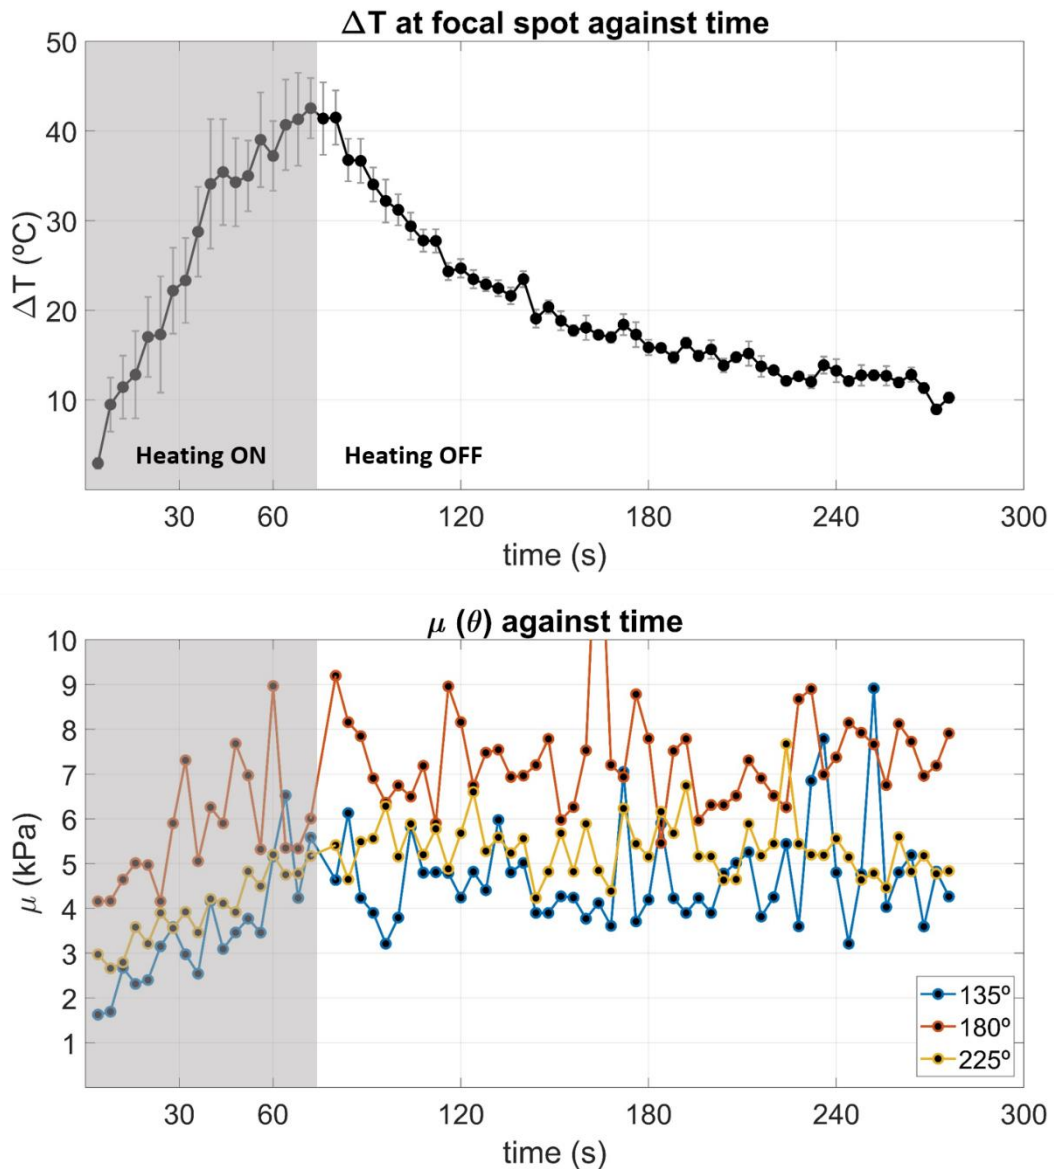 ΔT at focal spot against time
50
40
30
20
10
ΔT (ºC)
Heating ON
Heating OFF
30
60
120
180
240
300
time (s)
μ (θ) against time
10
9
8
7
6
5
4
3
2
1
μ (kPa)
135º
180º
225º
30
60
120
180
240
300
time (s)